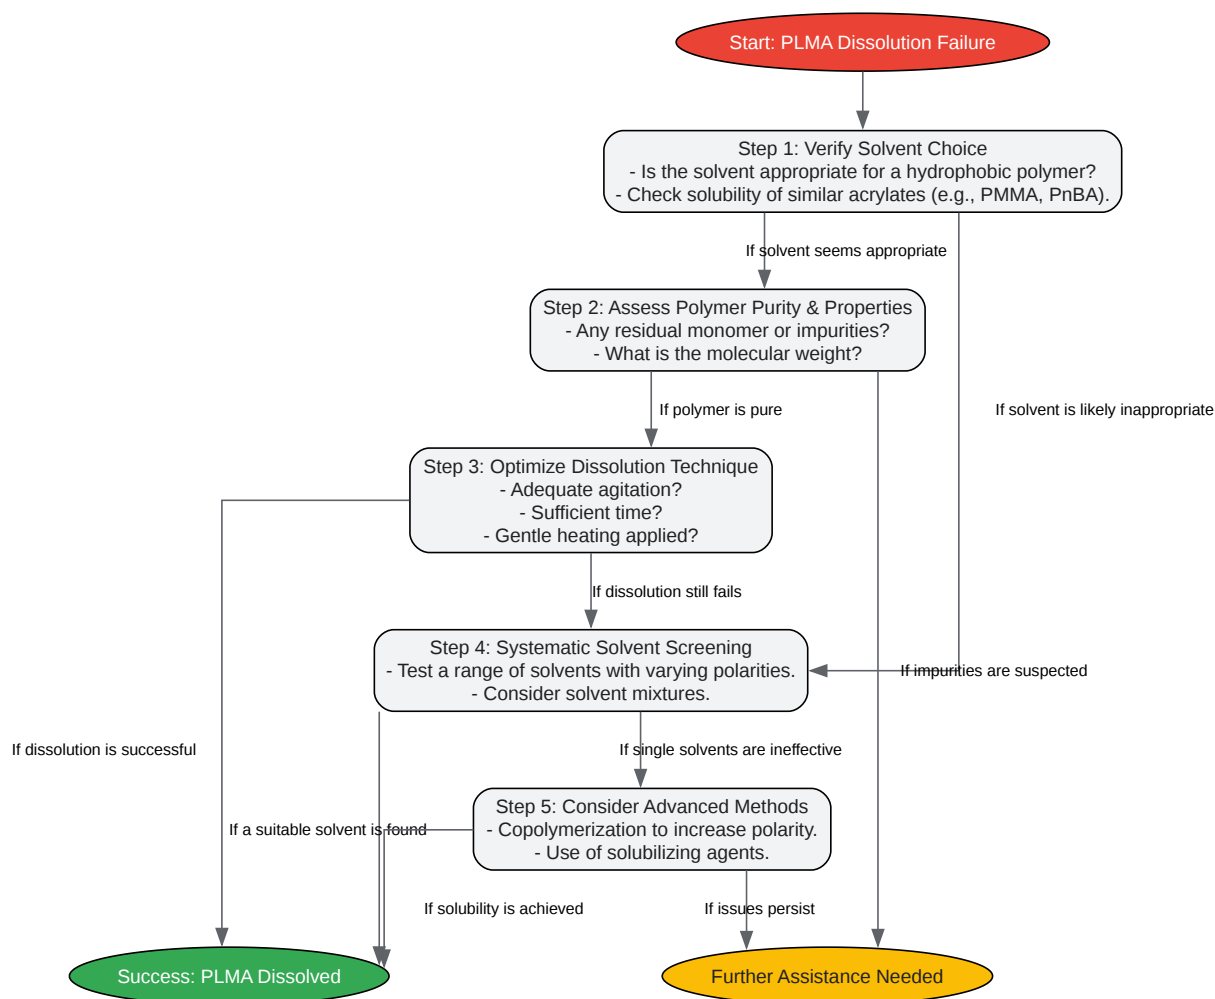 Start: PLMA Dissolution Failure
Step 1: Verify Solvent Choice
- Is the solvent appropriate for a hydrophobic polymer?
- Check solubility of similar acrylates (e.g., PMMA, PnBA).
If solvent seems appropriate
Step 2: Assess Polymer Purity & Properties
- Any residual monomer or impurities?
- What is the molecular weight?
If polymer is pure
If solvent is likely inappropriate
Step 3: Optimize Dissolution Technique
- Adequate agitation?
- Sufficient time?
- Gentle heating applied?
If dissolution still fails
Step 4: Systematic Solvent Screening
- Test a range of solvents with varying polarities.
- Consider solvent mixtures.
If impurities are suspected
If dissolution is successful
If single solvents are ineffective
Step 5: Consider Advanced Methods
- Copolymerization to increase polarity.
- Use of solubilizing agents.
If a suitable solvent is found
If solubility is achieved
If issues persist
Success: PLMA Dissolved
Further Assistance Needed